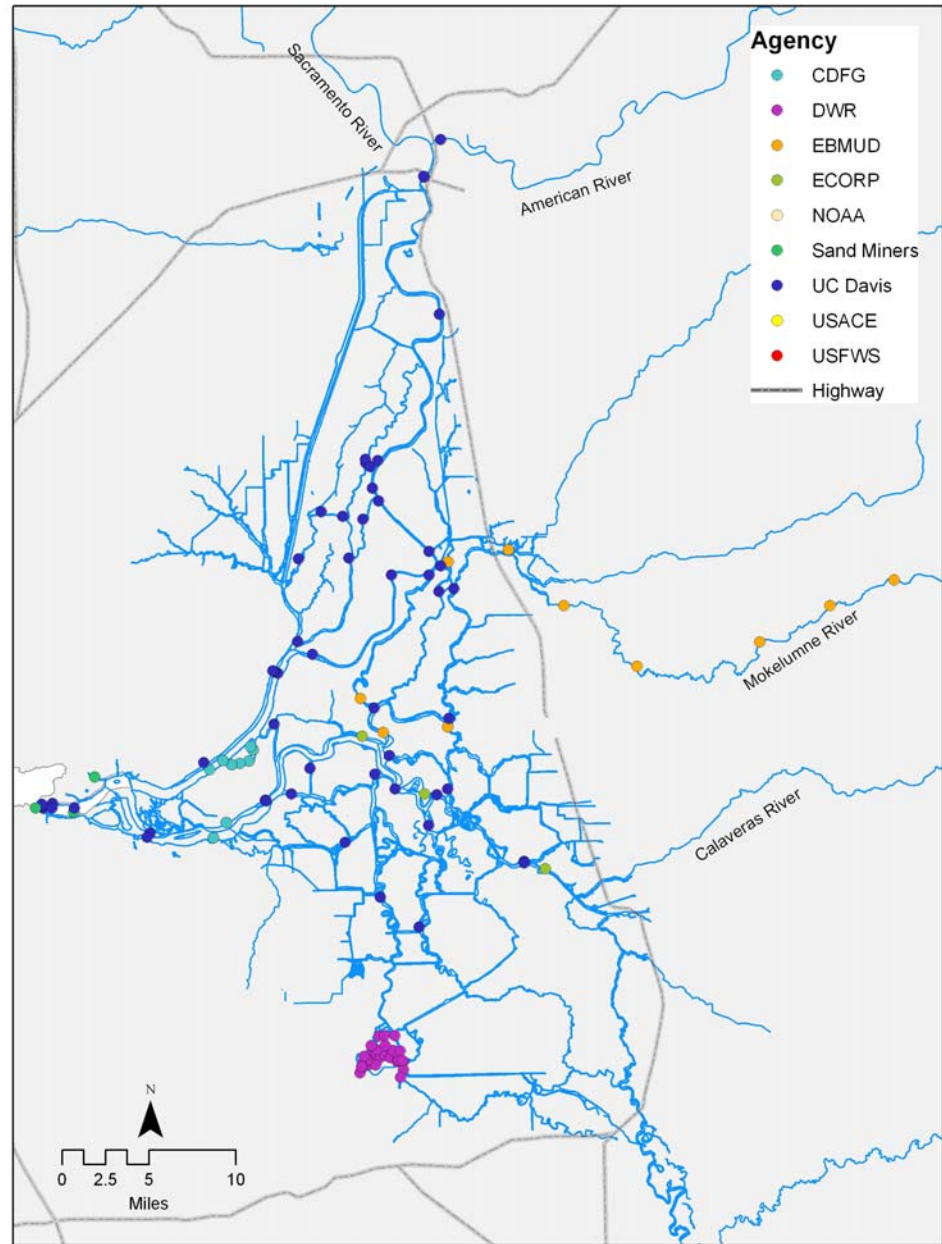 Agency
CDFG
DWR
EBMUD
ECORP
NOAA
Sand Miners
UC Davis
USACE
USFWS
Highway
Sacramento River
American River
Mokelumne River
Calaveras River
N
0 2.5 5 10
Miles